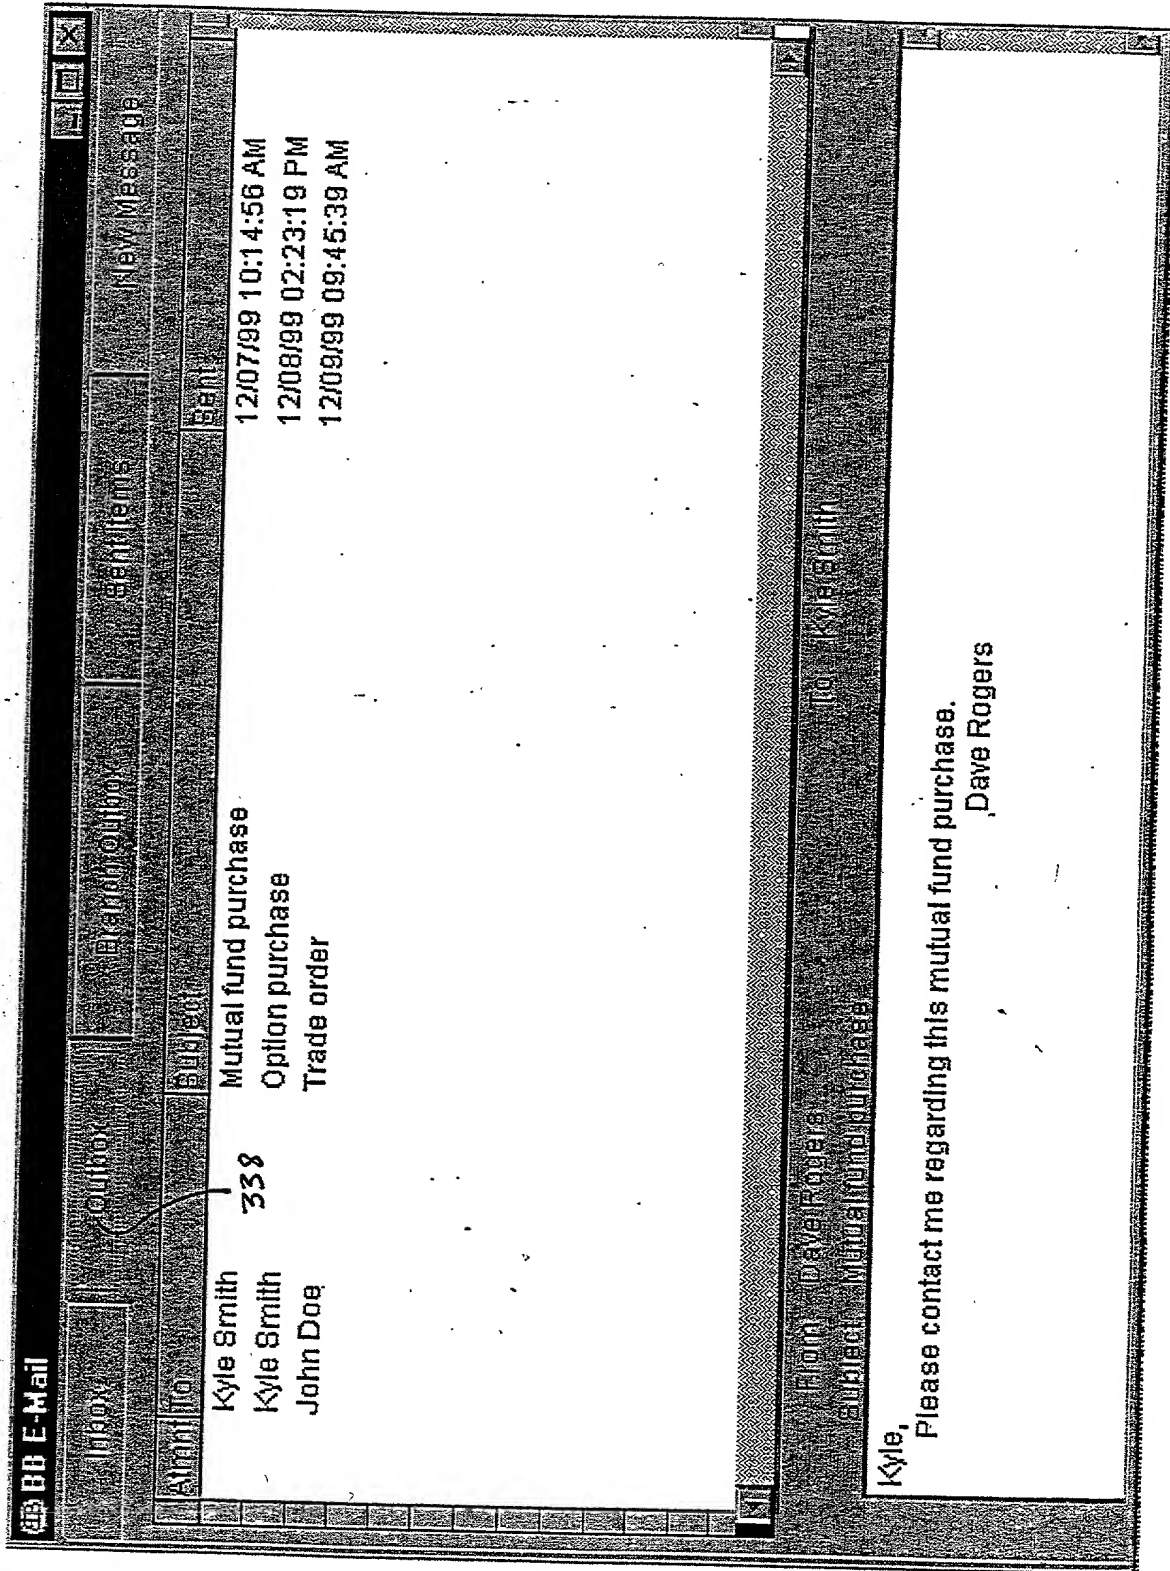 BD E-Mail
Inbox Outbox Branch Outbox Sent Items New Message
Atmnt To Subject Sent
Kyle Smith Mutual fund purchase 12/07/99 10:14:56 AM
338
Kyle Smith Option purchase 12/08/99 02:23:19 PM
John Doe Trade order 12/09/99 09:45:39 AM
From Dave Rogers To Kyle Smith
Subject Mutual fund purchase
Kyle,
Please contact me regarding this mutual fund purchase.
Dave Rogers